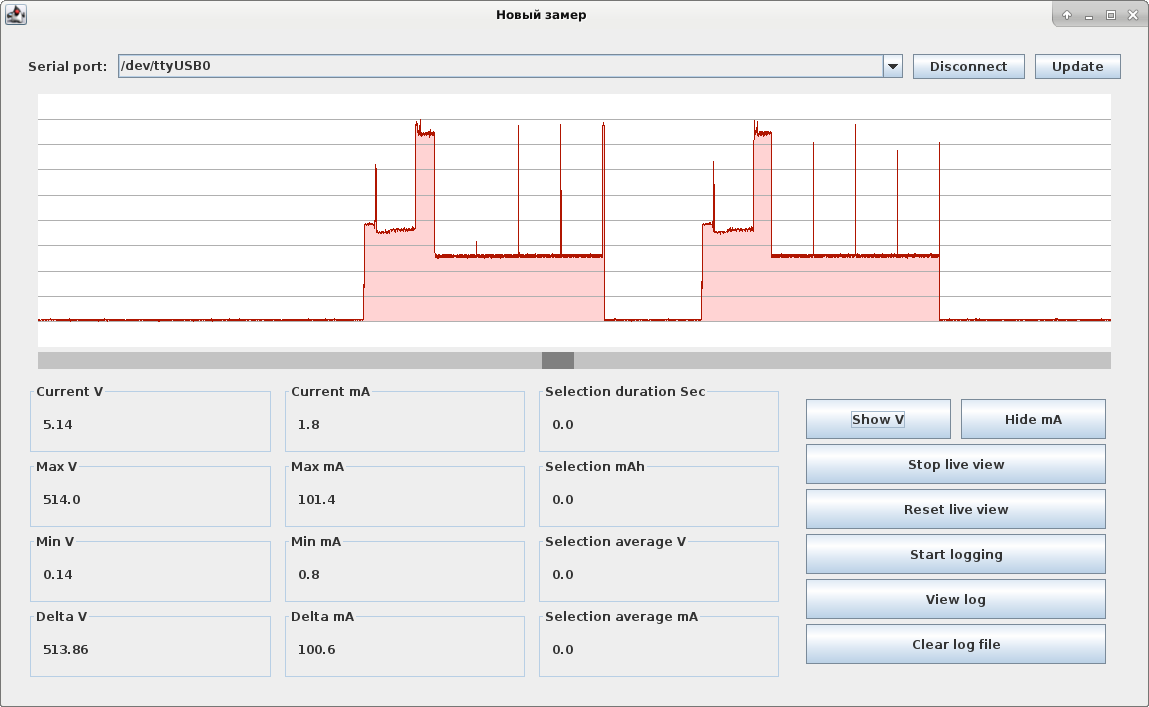 Новый замер
Serial port: /dev/ttyUSB0 Disconnect Update
Current V Current mA Selection duration Sec
5.14 1.8 0.0
Show V Hide mA
Max V Max mA Selection mAh
514.0 101.4 0.0
Stop live view
Reset live view
Min V Min mA Selection average V
0.14 0.8 0.0
Start logging
View log
Delta V Delta mA Selection average mA
513.86 100.6 0.0
Clear log file